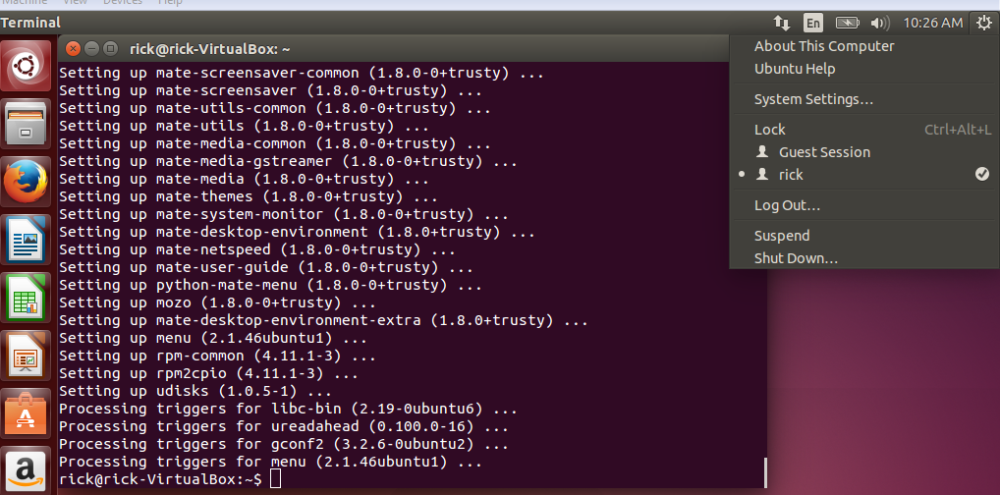 Machine View Devices Help
Terminal
En
10:26 AM
rick@rick-VirtualBox: ~
Setting up mate-screensaver-common (1.8.0-0+trusty) ...
Setting up mate-screensaver (1.8.0-0+trusty) ...
Setting up mate-utils-common (1.8.0-0+trusty) ...
Setting up mate-utils (1.8.0-0+trusty) ...
Setting up mate-media-common (1.8.0-0+trusty) ...
Setting up mate-media-gstreamer (1.8.0-0+trusty) ...
Setting up mate-media (1.8.0-0+trusty) ...
Setting up mate-themes (1.8.0-0+trusty) ...
Setting up mate-system-monitor (1.8.0-0+trusty) ...
Setting up mate-desktop-environment (1.8.0+trusty) ...
Setting up mate-netspeed (1.8.0-0+trusty) ...
Setting up mate-user-guide (1.8.0-0+trusty) ...
Setting up python-mate-menu (1.8.0-0+trusty) ...
Setting up mozo (1.8.0-0+trusty) ...
Setting up mate-desktop-environment-extra (1.8.0+trusty) ...
Setting up menu (2.1.46ubuntu1) ...
Setting up rpm-common (4.11.1-3) ...
Setting up rpm2cpio (4.11.1-3) ...
Setting up udisks (1.0.5-1) ...
Processing triggers for libc-bin (2.19-0ubuntu6) ...
Processing triggers for ureadahead (0.100.0-16) ...
Processing triggers for gconf2 (3.2.6-0ubuntu2) ...
Processing triggers for menu (2.1.46ubuntu1) ...
rick@rick-VirtualBox:~$
About This Computer
Ubuntu Help
System Settings...
Lock Ctrl+Alt+L
Guest Session
rick
Log Out...
Suspend
Shut Down...
a